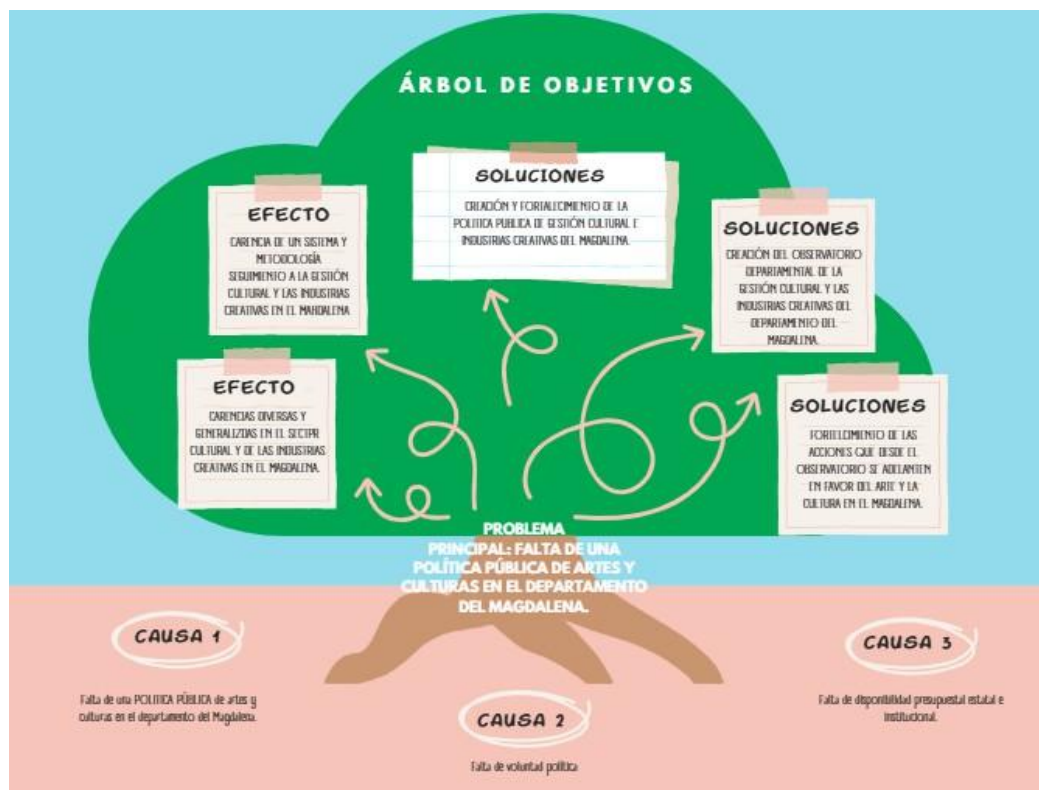 ÁRBOL DE OBJETIVOS
EFECTO
CARENCIA DE UN SISTEMA Y
METODOLOGÍA
SEGUIMIENTO A LA GESTIÓN
CULTURAL Y LAS INDUSTRIAS
CREATIVAS EN EL MAHDALENA
SOLUCIONES
CREACIÓN Y FORTALECIMIENTO DE LA
POLITICA PUBLICA DE GESTIÓN CULTURAL E
INDUSTRIAS CREATIVAS DEL MAGDALENA.
SOLUCIONES
CREACIÓN DEL OBSERVATORIO
DEPARTAMENTAL DE LA
GESTIÓN CULTURAL Y LAS
INDUSTRIAS CREATIVAS DEL
DEPARTAMENTO DEL
MAGDALENA.
EFECTO
CARENCIAS DIVERSAS Y
GENERALIZDAS EN EL SECTPR
CULTURAL Y DE LAS INDUSTRIAS
CREATIVAS EN EL MAGDALENA.
SOLUCIONES
FORTELCIMIENTO DE LAS
ACCIONES QUE DESDE EL
OBSERVATORIO SE ADELANTEN
EN FAVOR DEL ARTE Y LA
CULTURA EN EL MAGDALENA.
PROBLEMA
PRINCIPAL: FALTA DE UNA
POLÍTICA PÚBLICA DE ARTES Y
CULTURAS EN EL DEPARTAMENTO
DEL MAGDALENA.
CAUSA 1
Falta de una POLITICA PÚBLICA de artes y
culturas en el departamento del Magdalena.
CAUSA 2
Falta de voluntad política
CAUSA 3
Falta de disponibilidad presupuestal estatal e
institucional.